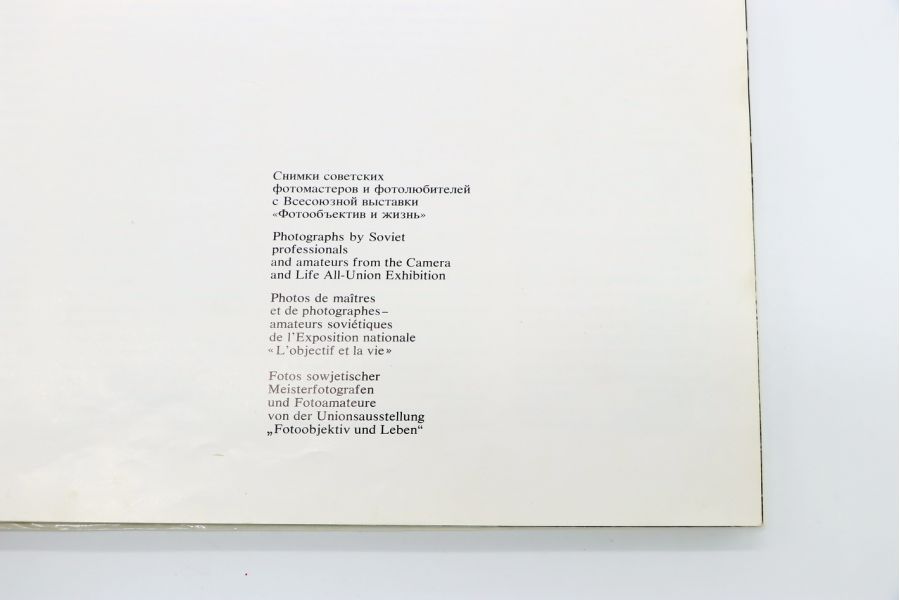 Снимки советских
фотомастеров и фотолюбителей
с Всесоюзной выставки
«Фотообъектив и жизнь»
Photographs by Soviet
professionals
and amateurs from the Camera
and Life All-Union Exhibition
Photos de maîtres
et de photographes–
amateurs soviétiques
de l'Exposition nationale
«L'objectif et la vie»
Fotos sowjetischer
Meisterfotografen
und Fotoamateure
von der Unionsausstellung
„Fotoobjektiv und Leben“